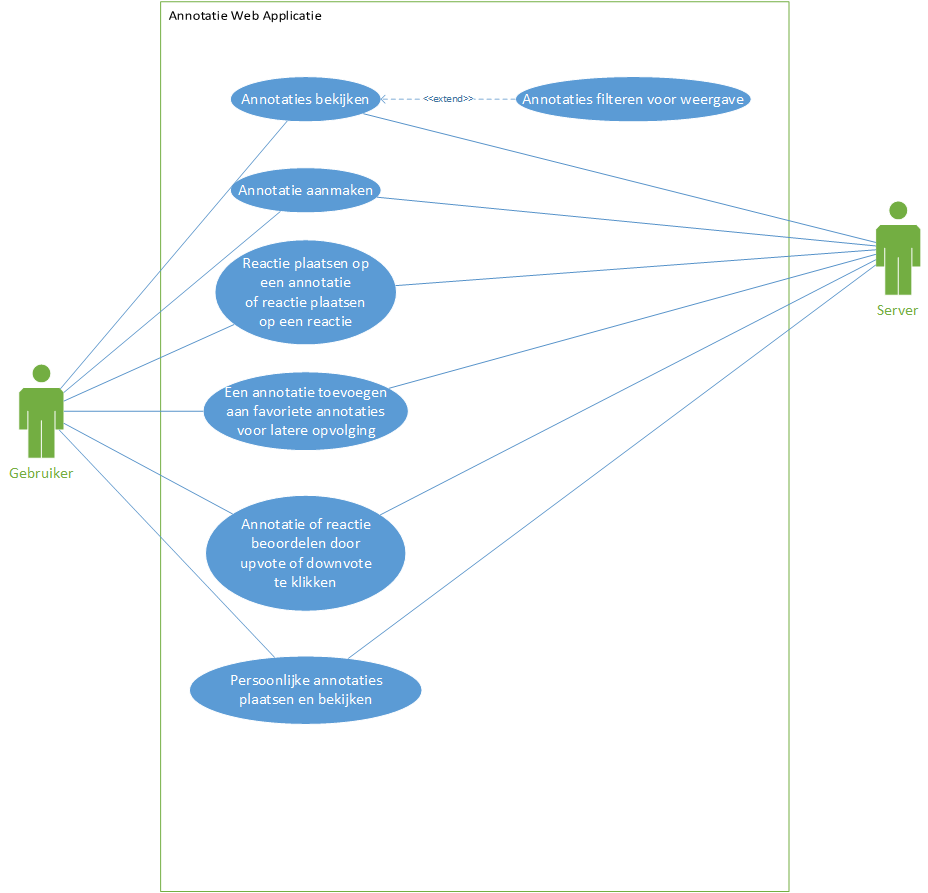 Annotatie Web Applicatie
Annotaties bekijken
<<extend>>
Annotaties filteren voor weergave
Annotatie aanmaken
Reactie plaatsen op
een annotatie
of reactie plaatsen
op een reactie
Server
Een annotatie toevoegen
aan favoriete annotaties
voor latere opvolging
Gebruiker
Annotatie of reactie
beoordelen door
upvote of downvote
te klikken
Persoonlijke annotaties
plaatsen en bekijken